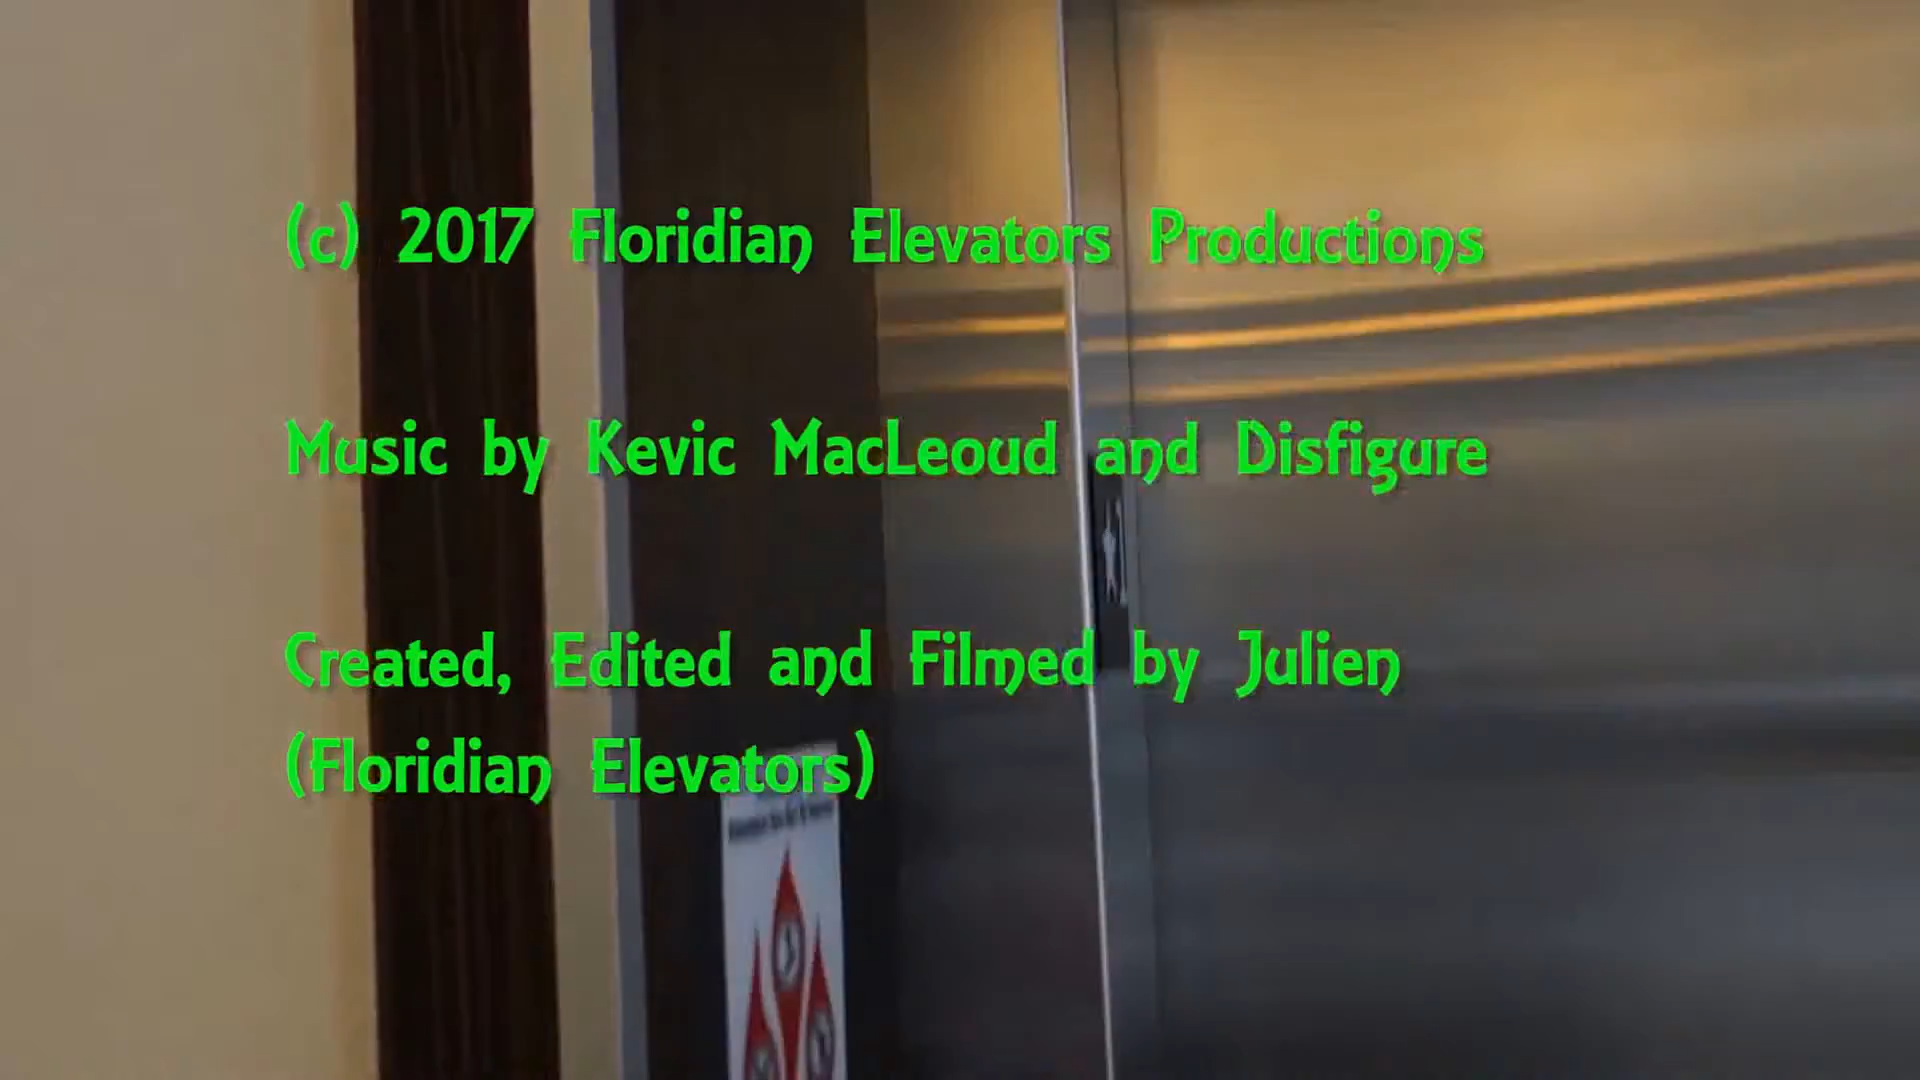 (c) 2017 Floridian Elevators Productions
Music by Kevic MacLeoud and Disfigure
Created, Edited and Filmed by Julien
(Floridian Elevators)